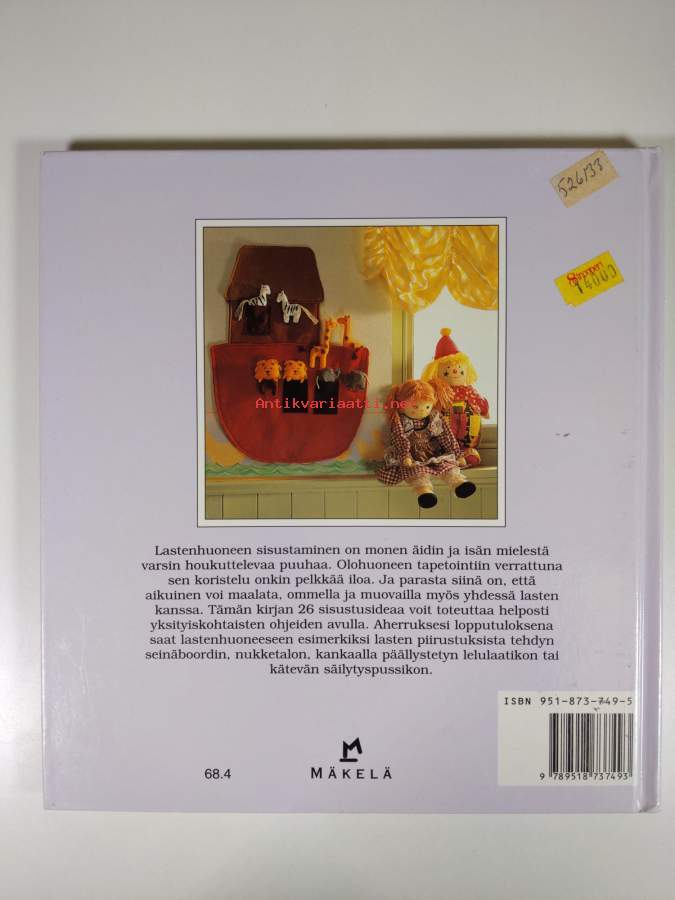 526133
14000
Antikvariaatti.net
Lastenhuoneen sisustaminen on monen äidin ja isän mielestä
varsin houkuttelevaa puuhaa. Olohuoneen tapetointiin verrattuna
sen koristelu onkin pelkkää iloa. Ja parasta siinä on, että
aikuinen voi maalata, ommella ja muovailla myös yhdessä lasten
kanssa. Tämän kirjan 26 sisustusideaa voit toteuttaa helposti
yksityiskohtaisten ohjeiden avulla. Aherruksesi lopputuloksena
saat lastenhuoneeseen esimerkiksi lasten piirustuksista tehdyn
seinäboordin, nukketalon, kankaalla päällystetyn lelulaatikon tai
kätevän säilytyspussikon.
ISBN 951-873-749-5
9 789518 737493
68.4
MÄKELÄ